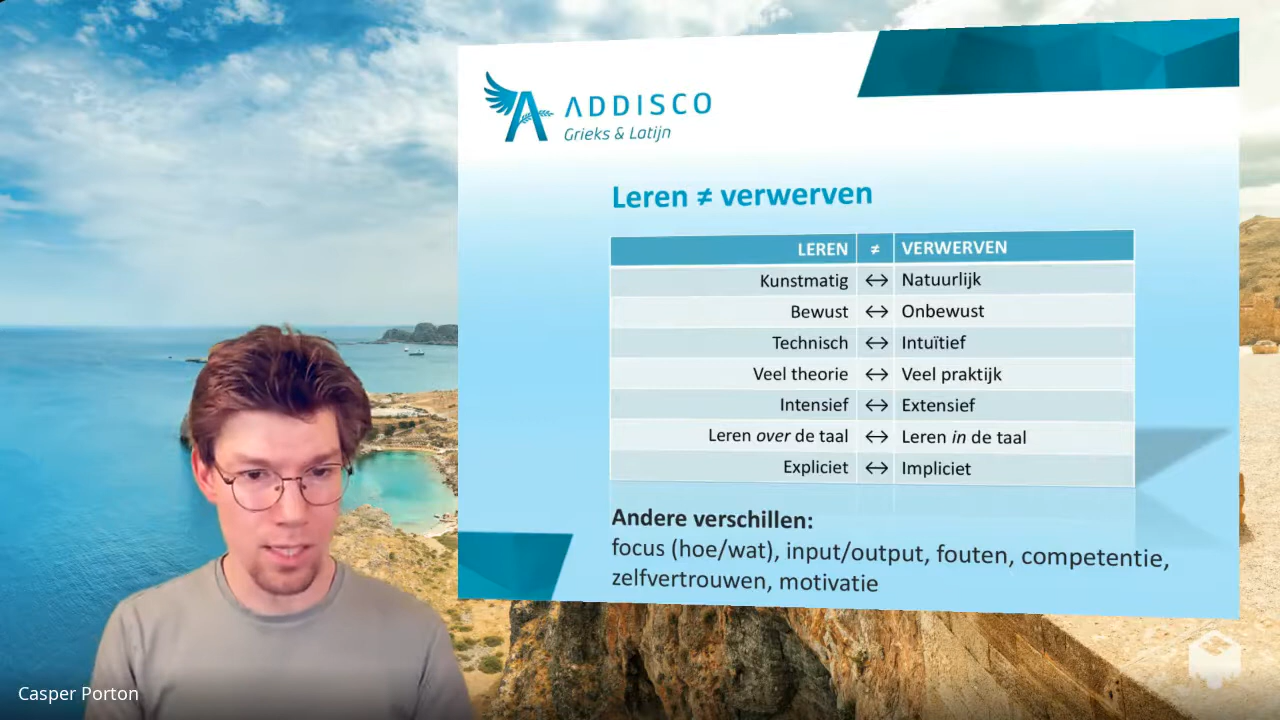 ADDISCO
Grieks & Latijn
Leren ≠ verwerven
LEREN ≠ VERWERVEN
Kunstmatig ↔ Natuurlijk
Bewust ↔ Onbewust
Technisch ↔ Intuïtief
Veel theorie ↔ Veel praktijk
Intensief ↔ Extensief
Leren over de taal ↔ Leren in de taal
Expliciet ↔ Impliciet
Andere verschillen:
focus (hoe/wat), input/output, fouten, competentie,
zelfvertrouwen, motivatie
Casper Porton